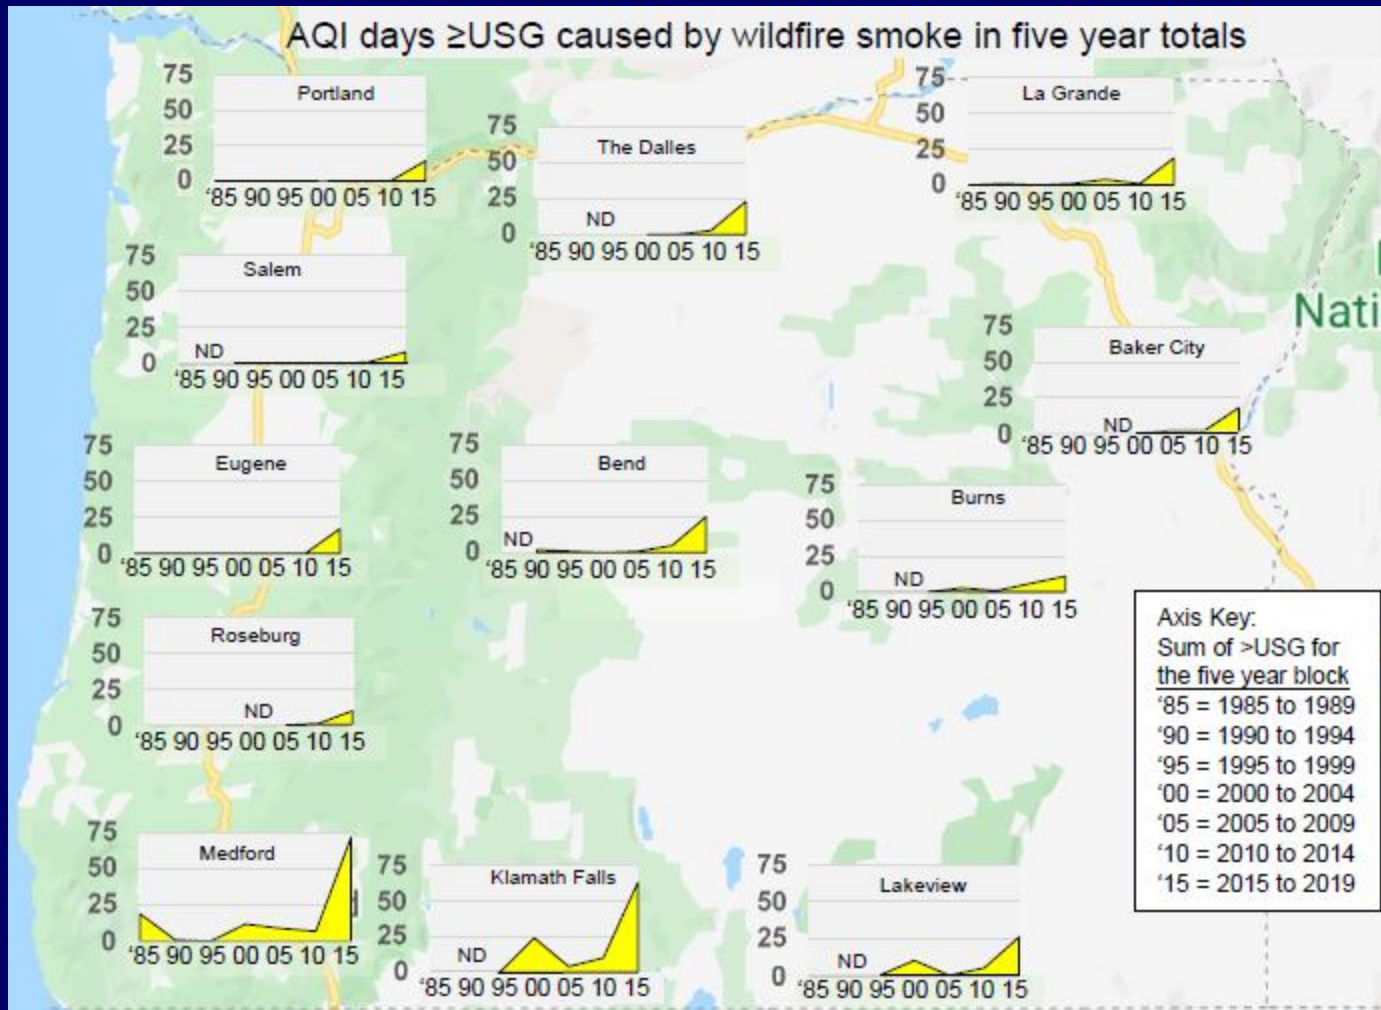 AQI days ≥USG caused by wildfire smoke in five year totals
75
50
25
0
Portland
‘85 90 95 00 05 10 15
75
50
25
0
The Dalles
ND
‘85 90 95 00 05 10 15
75
50
25
0
La Grande
‘85 90 95 00 05 10 15
75
50
25
0
Salem
ND
‘85 90 95 00 05 10 15
Nati
75
50
25
0
Baker City
ND
‘85 90 95 00 05 10 15
75
50
25
0
Eugene
‘85 90 95 00 05 10 15
75
50
25
0
Bend
ND
‘85 90 95 00 05 10 15
75
50
25
0
Burns
ND
‘85 90 95 00 05 10 15
75
50
25
0
Roseburg
ND
‘85 90 95 00 05 10 15
Axis Key:
Sum of >USG for
the five year block
‘85 = 1985 to 1989
‘90 = 1990 to 1994
‘95 = 1995 to 1999
‘00 = 2000 to 2004
‘05 = 2005 to 2009
‘10 = 2010 to 2014
‘15 = 2015 to 2019
75
50
25
0
Medford
‘85 90 95 00 05 10 15
75
50
25
0
Klamath Falls
ND
‘85 90 95 00 05 10 15
75
50
25
0
Lakeview
ND
‘85 90 95 00 05 10 15